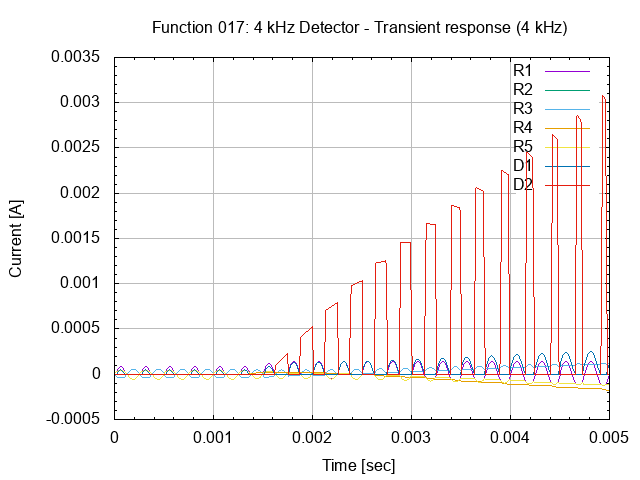 Function 017: 4 kHz Detector - Transient response (4 kHz)
0.0035
0.003
0.0025
0.002
0.0015
0.001
0.0005
0
-0.0005
Current [A]
R1
R2
R3
R4
R5
D1
D2
0
0.001
0.002
0.003
0.004
0.005
Time [sec]